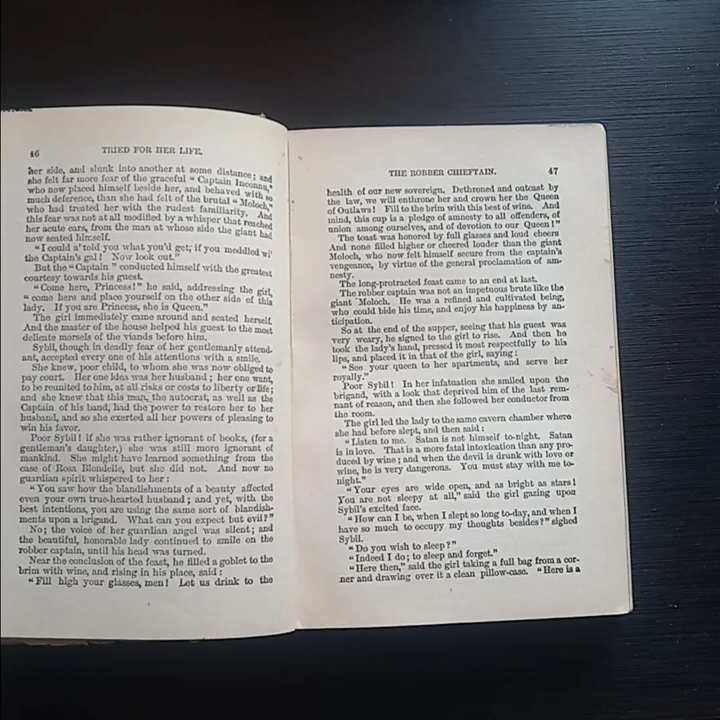 46 TRIED FOR HER LIFE.
her side, and slunk into another at some distance; and
she felt far more fear of the graceful “Captain Inconnu,”
who now placed himself beside her, and behaved with so
much deference, than she had felt of the brutal “Moloch,”
who had treated her with the rudest familiarity. And
this fear was not at all modified by a whisper that reached
her acute ears, from the man at whose side the giant had
now seated himself.
“I could a' told you what you'd get; if you meddled wi'
the Captain's gal! Now look out.”
But the “Captain” conducted himself with the greatest
courtesy towards his guest.
“Come here, Princess!” he said, addressing the girl,
“come here and place yourself on the other side of this
lady. If you are Princess, she is Queen.”
The girl immediately came around and seated herself.
And the master of the house helped his guest to the most
delicate morsels of the viands before him.
Sybil, though in deadly fear of her gentlemanly attend-
ant, accepted every one of his attentions with a smile.
She knew, poor child, to whom she was now obliged to
pay court. Her one idea was her husband; her one want,
to be reunited to him, at all risks or costs to liberty or life;
and she knew that this man, the autocrat, as well as the
Captain of his band, had the power to restore her to her
husband, and so she exerted all her powers of pleasing to
win his favor.
Poor Sybil! if she was rather ignorant of books, (for a
gentleman's daughter,) she was still more ignorant of
mankind. She might have learned something from the
case of Rosa Blondelle, but she did not. And now no
guardian spirit whispered to her:
“You saw how the blandishments of a beauty affected
even your own true-hearted husband; and yet, with the
best intentions, you are using the same sort of blandish-
ments upon a brigand. What can you expect but evil?”
No; the voice of her guardian angel was silent; and
the beautiful, honorable lady continued to smile on the
robber captain, until his head was turned.
Near the conclusion of the feast, he filled a goblet to the
brim with wine, and rising in his place, said:
“Fill high your glasses, men! Let us drink to the
THE ROBBER CHIEFTAIN. 47
health of our new sovereign. Dethroned and outcast by
the law, we will enthrone her and crown her the Queen
of Outlaws! Fill to the brim with this best of wine. And
mind, this cup is a pledge of amnesty to all offenders, of
union among ourselves, and of devotion to our Queen!”
The toast was honored by full glasses and loud cheers
And none filled higher or cheered louder than the giant
Moloch, who now felt himself secure from the captain's
vengeance, by virtue of the general proclamation of am-
nesty.
The long-protracted feast came to an end at last.
The robber captain was not an impetuous brute like the
giant Moloch. He was a refined and cultivated being,
who could bide his time, and enjoy his happiness by an-
ticipation.
So at the end of the supper, seeing that his guest was
very weary, he signed to the girl to rise. And then he
took the lady's hand, pressed it most respectfully to his
lips, and placed it in that of the girl, saying:
“See your queen to her apartments, and serve her
royally.”
Poor Sybil! In her infatuation she smiled upon the
brigand, with a look that deprived him of the last rem-
nant of reason, and then she followed her conductor from
the room.
The girl led the lady to the same cavern chamber where
she had before slept, and then said:
“Listen to me. Satan is not himself to-night. Satan
is in love. That is a more fatal intoxication than any pro-
duced by wine; and when the devil is drunk with love or
wine, he is very dangerous. You must stay with me to-
night.”
“Your eyes are wide open, and as bright as stars!
You are not sleepy at all,” said the girl gazing upon
Sybil's excited face.
“How can I be, when I slept so long to-day, and when I
have so much to occupy my thoughts besides?” sighed
Sybil.
“Do you wish to sleep?”
“Indeed I do; to sleep and forget.”
“Here then,” said the girl taking a full bag from a cor-
ner and drawing over it a clean pillow-case. “Here is a